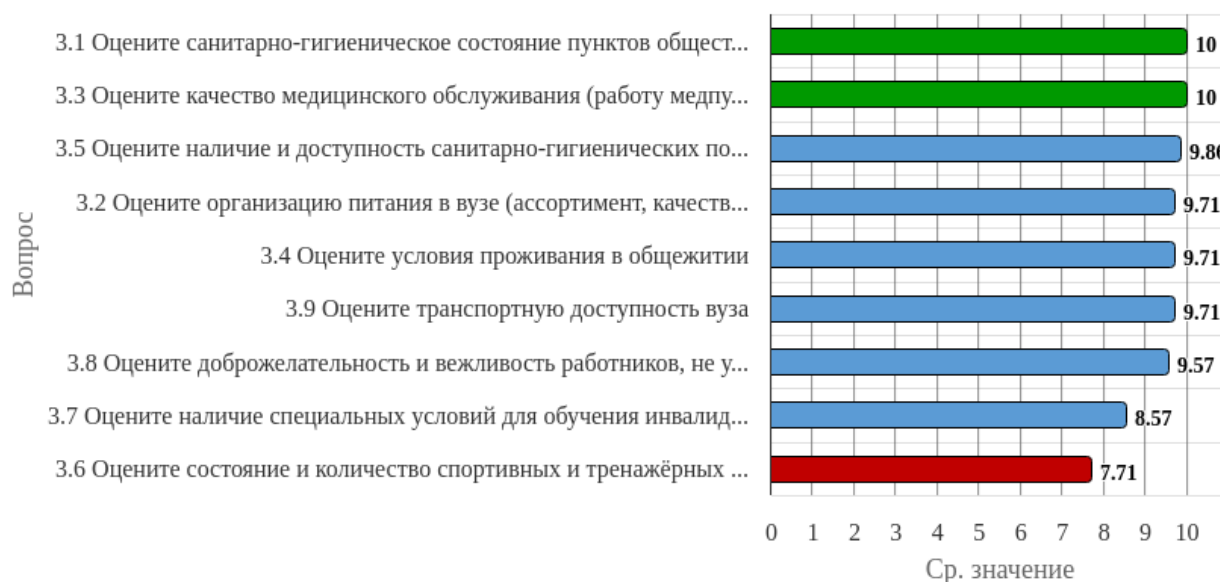 3.1 Оцените санитарно-гигиеническое состояние пунктов общест...
10
3.3 Оцените качество медицинского обслуживания (работу медпу...
10
3.5 Оцените наличие и доступность санитарно-гигиенических по...
9.86
3.2 Оцените организацию питания в вузе (ассортимент, качеств...
9.71
3.4 Оцените условия проживания в общежитии
9.71
3.9 Оцените транспортную доступность вуза
9.71
3.8 Оцените доброжелательность и вежливость работников, не у...
9.57
3.7 Оцените наличие специальных условий для обучения инвалид...
8.57
3.6 Оцените состояние и количество спортивных и тренажёрных ...
7.71
Вопрос
0 1 2 3 4 5 6 7 8 9 10
Ср. значение